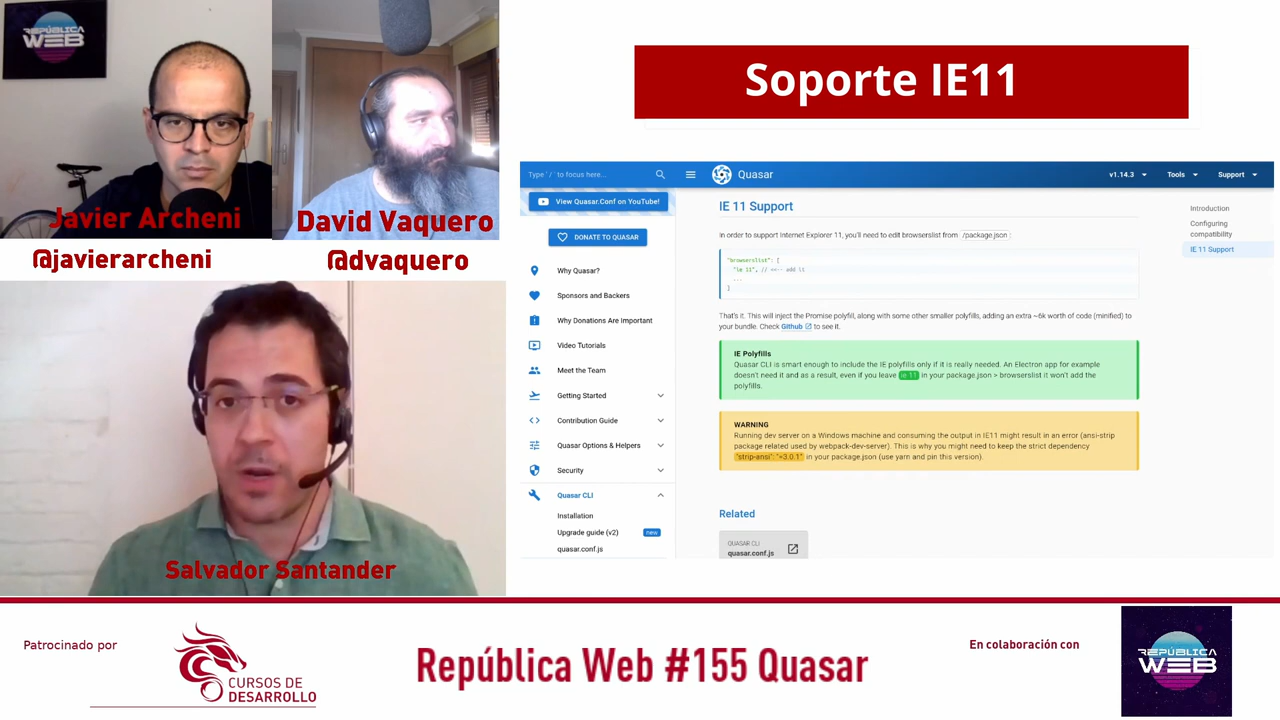 REPÚBLICA
WEB
Javier Archeni
@javierarcheni
David Vaquero
@dvaquero
Salvador Santander
Soporte IE11
Type '/' to focus here...
Quasar
v1.14.3
Tools
Support
View Quasar.Conf on YouTube!
DONATE TO QUASAR
Why Quasar?
Sponsors and Backers
Why Donations Are Important
Video Tutorials
Meet the Team
Getting Started
Contribution Guide
Quasar Options & Helpers
Security
Quasar CLI
Installation
Upgrade guide (v2)
new
quasar.conf.js
IE 11 Support
In order to support Internet Explorer 11, you'll need to edit browserslist from /package.json :
"browserslist": [
"ie 11", // <<-- add it
...
]
That's it. This will inject the Promise polyfill, along with some other smaller polyfills, adding an extra ~6k worth of code (minified) to
your bundle. Check Github to see it.
IE Polyfills
Quasar CLI is smart enough to include the IE polyfills only if it is really needed. An Electron app for example
doesn't need it and as a result, even if you leave ie 11 in your package.json > browserslist it won't add the
polyfills.
WARNING
Running dev server on a Windows machine and consuming the output in IE11 might result in an error (ansi-strip
package related used by webpack-dev-server). This is why you might need to keep the strict dependency
"strip-ansi": "=3.0.1" in your package.json (use yarn and pin this version).
Related
QUASAR CLI
quasar.conf.js
Introduction
Configuring
compatibility
IE 11 Support
Patrocinado por
CURSOS DE
DESARROLLO
República Web #155 Quasar
En colaboración con
REPÚBLICA
WEB